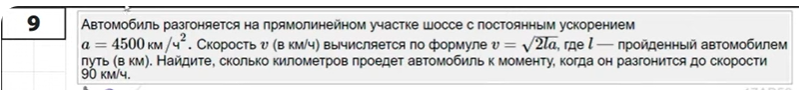 9
Автомобиль разгоняется на прямолинейном участке шоссе с постоянным ускорением
a = 4500 км/ч². Скорость v (в км/ч) вычисляется по формуле v = √2la, где l — пройденный автомобилем
путь (в км). Найдите, сколько километров проедет автомобиль к моменту, когда он разгонится до скорости
90 км/ч.